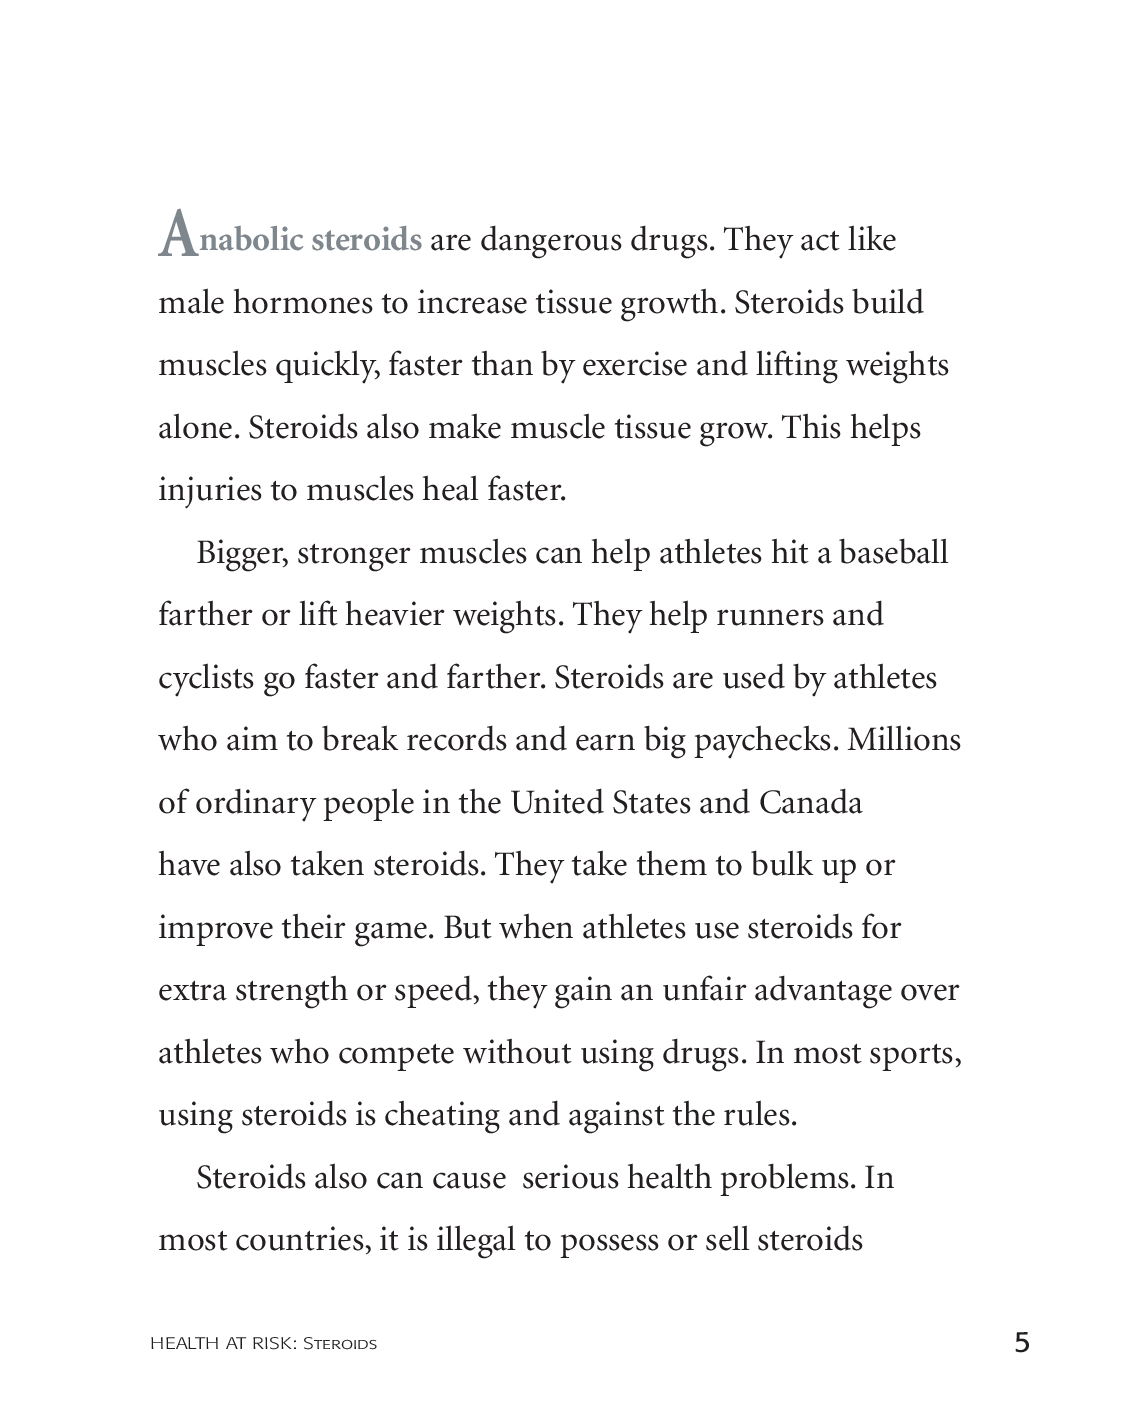 Anabolic steroids are dangerous drugs. They act like
male hormones to increase tissue growth. Steroids build
muscles quickly, faster than by exercise and lifting weights
alone. Steroids also make muscle tissue grow. This helps
injuries to muscles heal faster.
Bigger, stronger muscles can help athletes hit a baseball
farther or lift heavier weights. They help runners and
cyclists go faster and farther. Steroids are used by athletes
who aim to break records and earn big paychecks. Millions
of ordinary people in the United States and Canada
have also taken steroids. They take them to bulk up or
improve their game. But when athletes use steroids for
extra strength or speed, they gain an unfair advantage over
athletes who compete without using drugs. In most sports,
using steroids is cheating and against the rules.
Steroids also can cause  serious health problems. In
most countries, it is illegal to possess or sell steroids
HEALTH AT RISK: STEROIDS 5